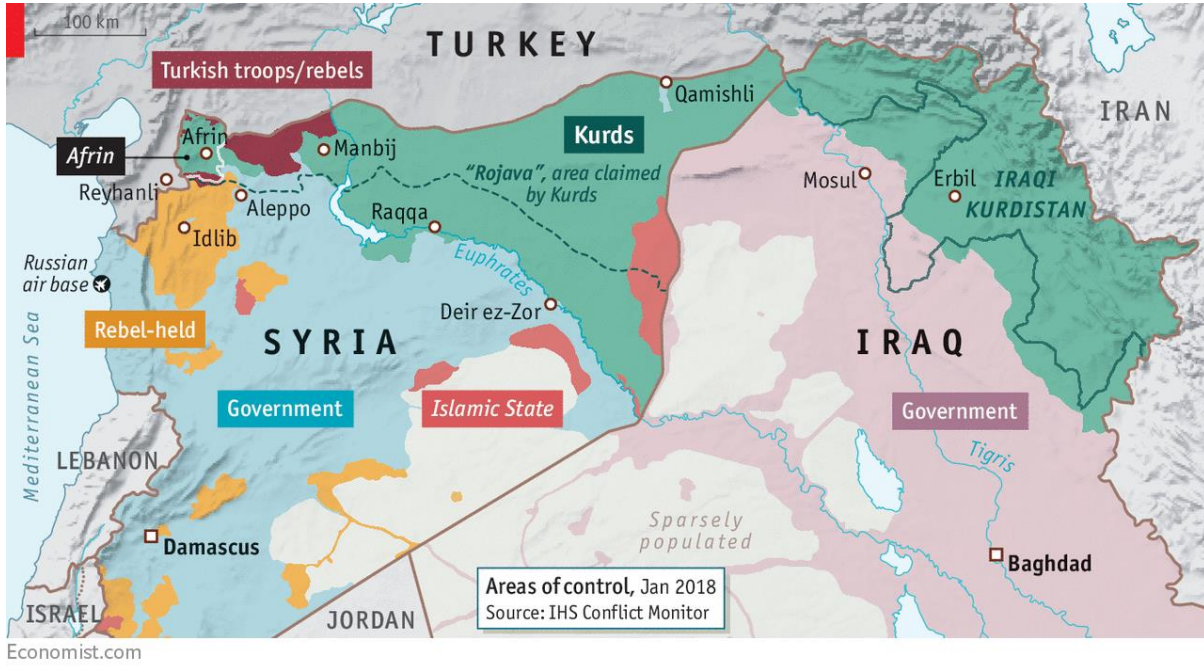 100 km
TURKEY
Turkish troops/rebels
Qamishli
IRAN
Afrin
Afrin
Manbij
Kurds
"Rojava", area claimed
by Kurds
Reyhanli
Aleppo
Mosul
Erbil
IRAQI
KURDISTAN
Raqqa
Idlib
Russian
air base
Euphrates
Deir ez-Zor
Rebel-held
SYRIA
IRAQ
Mediterranean Sea
Government
Islamic State
Government
LEBANON
Tigris
Sparsely
populated
Damascus
Baghdad
Areas of control, Jan 2018
Source: IHS Conflict Monitor
ISRAEL
JORDAN
Economist.com